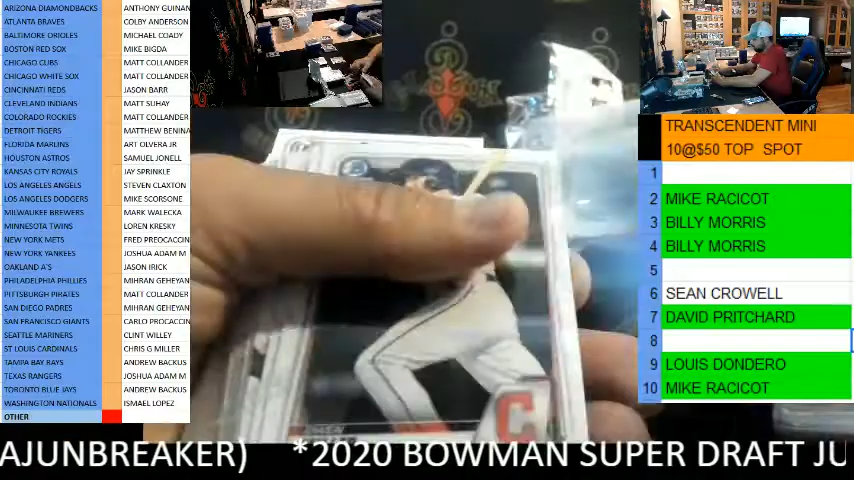 ARIZONA DIAMONDBACKS ANTHONY GUINAN
ATLANTA BRAVES COLBY ANDERSON
BALTIMORE ORIOLES MICHAEL COADY
BOSTON RED SOX MIKE BIGDA
CHICAGO CUBS MATT COLLANDER
CHICAGO WHITE SOX MATT COLLANDER
CINCINNATI REDS JASON BARR
CLEVELAND INDIANS MATT SUHAY
COLORADO ROCKIES MATT COLLANDER
DETROIT TIGERS MATTHEW BENINA
FLORIDA MARLINS ART OLVERA JR
HOUSTON ASTROS SAMUEL JONELL
KANSAS CITY ROYALS JAY SPRINKLE
LOS ANGELES ANGELS STEVEN CLAXTON
LOS ANGELES DODGERS MIKE SCORSONE
MILWAUKEE BREWERS MARK WALECKA
MINNESOTA TWINS LOREN KRESKY
NEW YORK METS FRED PREOCACCIN
NEW YORK YANKEES JOSHUA ADAM M
OAKLAND A'S JASON IRICK
PHILADELPHIA PHILLIES MIHRAN GEHEYAN
PITTSBURGH PIRATES MATT COLLANDER
SAN DIEGO PADRES MIHRAN GEHEYAN
SAN FRANCISCO GIANTS CARLO PROCACCIN
SEATTLE MARINERS CLINT WILLEY
ST LOUIS CARDINALS CHRIS G MILLER
TAMPA BAY RAYS ANDREW BACKUS
TEXAS RANGERS JOSHUA ADAM M
TORONTO BLUE JAYS ANDREW BACKUS
WASHINGTON NATIONALS ISMAEL LOPEZ
OTHER
C
TRANSCENDENT MINI
10@$50 TOP SPOT
1
2 MIKE RACICOT
3 BILLY MORRIS
4 BILLY MORRIS
5
6 SEAN CROWELL
7 DAVID PRITCHARD
8
9 LOUIS DONDERO
10 MIKE RACICOT
AJUNBREAKER) *2020 BOWMAN SUPER DRAFT JU